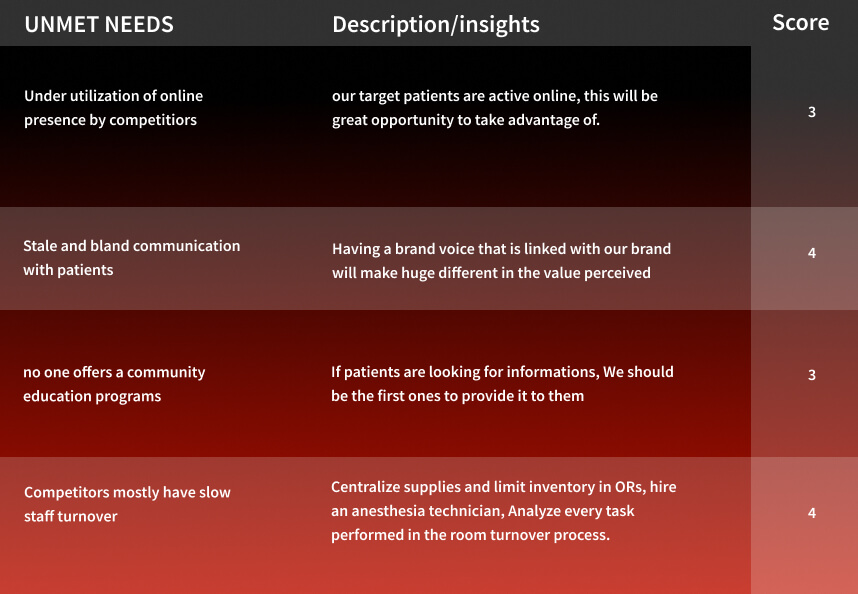 UNMET NEEDS Description/insights Score
Under utilization of online
presence by competitiors
our target patients are active online, this will be
great opportunity to take advantage of.
3
Stale and bland communication
with patients
Having a brand voice that is linked with our brand
will make huge different in the value perceived
4
no one offers a community
education programs
If patients are looking for informations, We should
be the first ones to provide it to them
3
Competitors mostly have slow
staff turnover
Centralize supplies and limit inventory in ORs, hire
an anesthesia technician, Analyze every task
performed in the room turnover process.
4